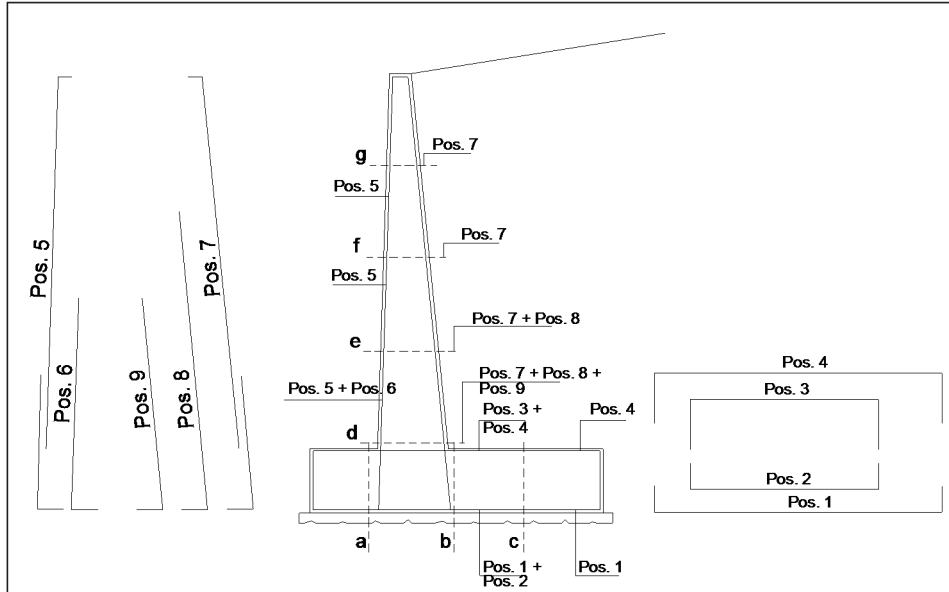 g
Pos. 7
Pos. 5
f
Pos. 7
Pos. 5
e
Pos. 7 + Pos. 8
Pos. 5 + Pos. 6
Pos. 7 + Pos. 8 +
Pos. 9
d
Pos. 3 +
Pos. 4
Pos. 4
a
b
c
Pos. 1 +
Pos. 2
Pos. 1
Pos. 5
Pos. 6
Pos. 9
Pos. 8
Pos. 7
Pos. 4
Pos. 3
Pos. 2
Pos. 1